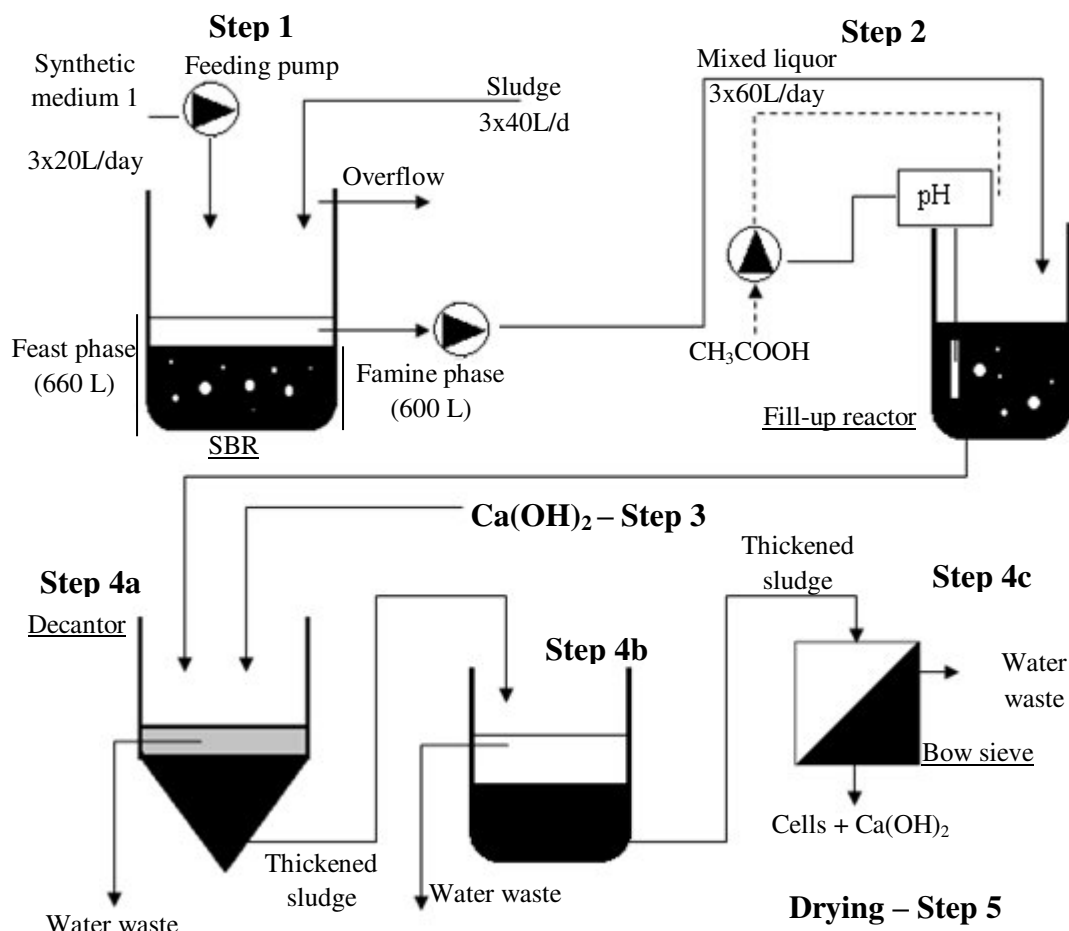 Step 1
Synthetic
medium 1
Feeding pump
Sludge
3x40L/d
3x20L/day
Overflow
Feast phase
(660 L)
Famine phase
(600 L)
SBR
Step 2
Mixed liquor
3x60L/day
pH
CH₃COOH
Fill-up reactor
Ca(OH)₂ – Step 3
Step 4a
Decantor
Thickened
sludge
Water waste
Step 4b
Water waste
Thickened
sludge
Step 4c
Water
waste
Bow sieve
Cells + Ca(OH)₂
Drying – Step 5